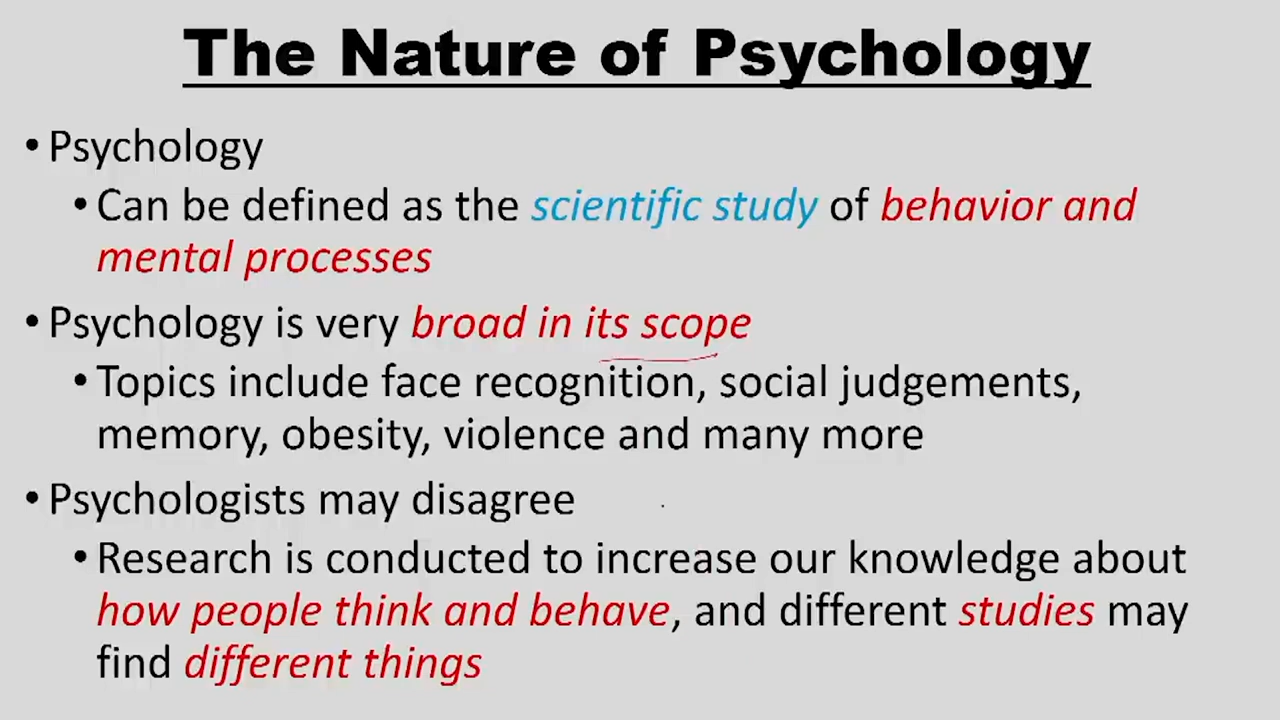 The Nature of Psychology
• Psychology
• Can be defined as the scientific study of behavior and
mental processes
• Psychology is very broad in its scope
• Topics include face recognition, social judgements,
memory, obesity, violence and many more
• Psychologists may disagree
• Research is conducted to increase our knowledge about
how people think and behave, and different studies may
find different things